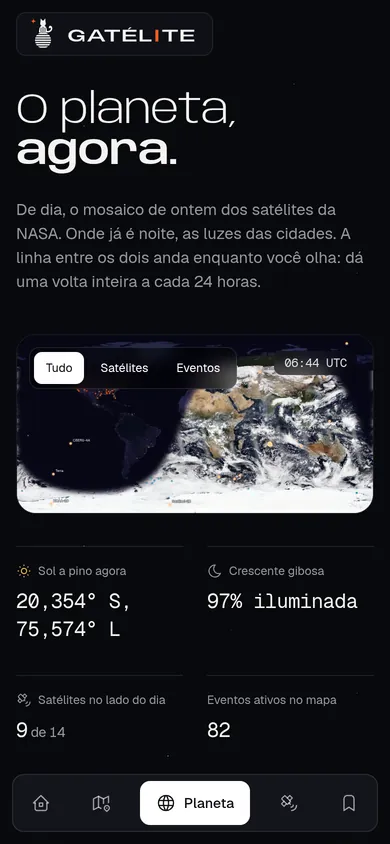 GATÉLITE
O planeta,
agora.
De dia, o mosaico de ontem dos satélites da
NASA. Onde já é noite, as luzes das cidades. A
linha entre os dois anda enquanto você olha: dá
uma volta inteira a cada 24 horas.
Tudo
Satélites
Eventos
06:44 UTC
CBERS-4A
Terra
Sol a pino agora
20,354° S,
75,574° L
Crescente gibosa
97% iluminada
Satélites no lado do dia
9 de 14
Eventos ativos no mapa
82
Planeta